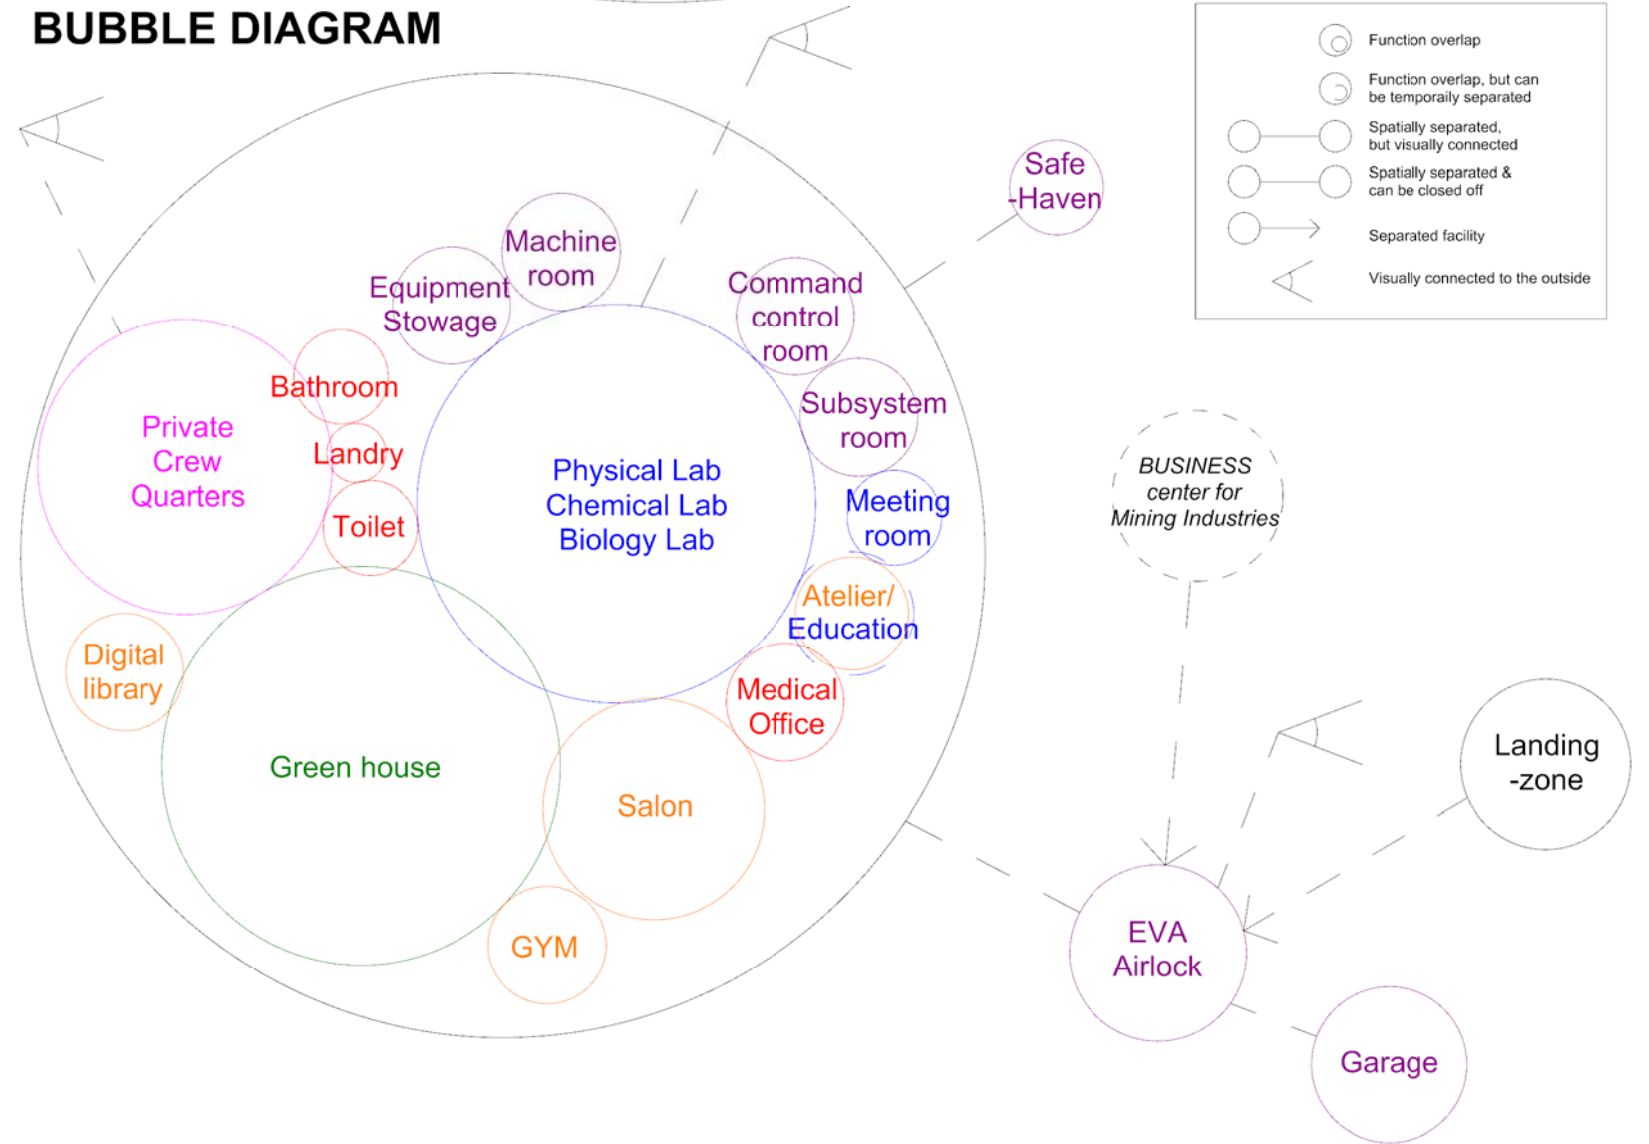 BUBBLE DIAGRAM
Function overlap
Function overlap, but can
be temporaily separated
Spatially separated,
but visually connected
Spatially separated &
can be closed off
Separated facility
Visually connected to the outside
Safe
-Haven
Machine
room
Equipment
Stowage
Command
control
room
Subsystem
room
Bathroom
Landry
Toilet
Private
Crew
Quarters
Physical Lab
Chemical Lab
Biology Lab
Meeting
room
BUSINESS
center for
Mining Industries
Atelier/
Education
Digital
library
Medical
Office
Green house
Salon
GYM
Landing
-zone
EVA
Airlock
Garage